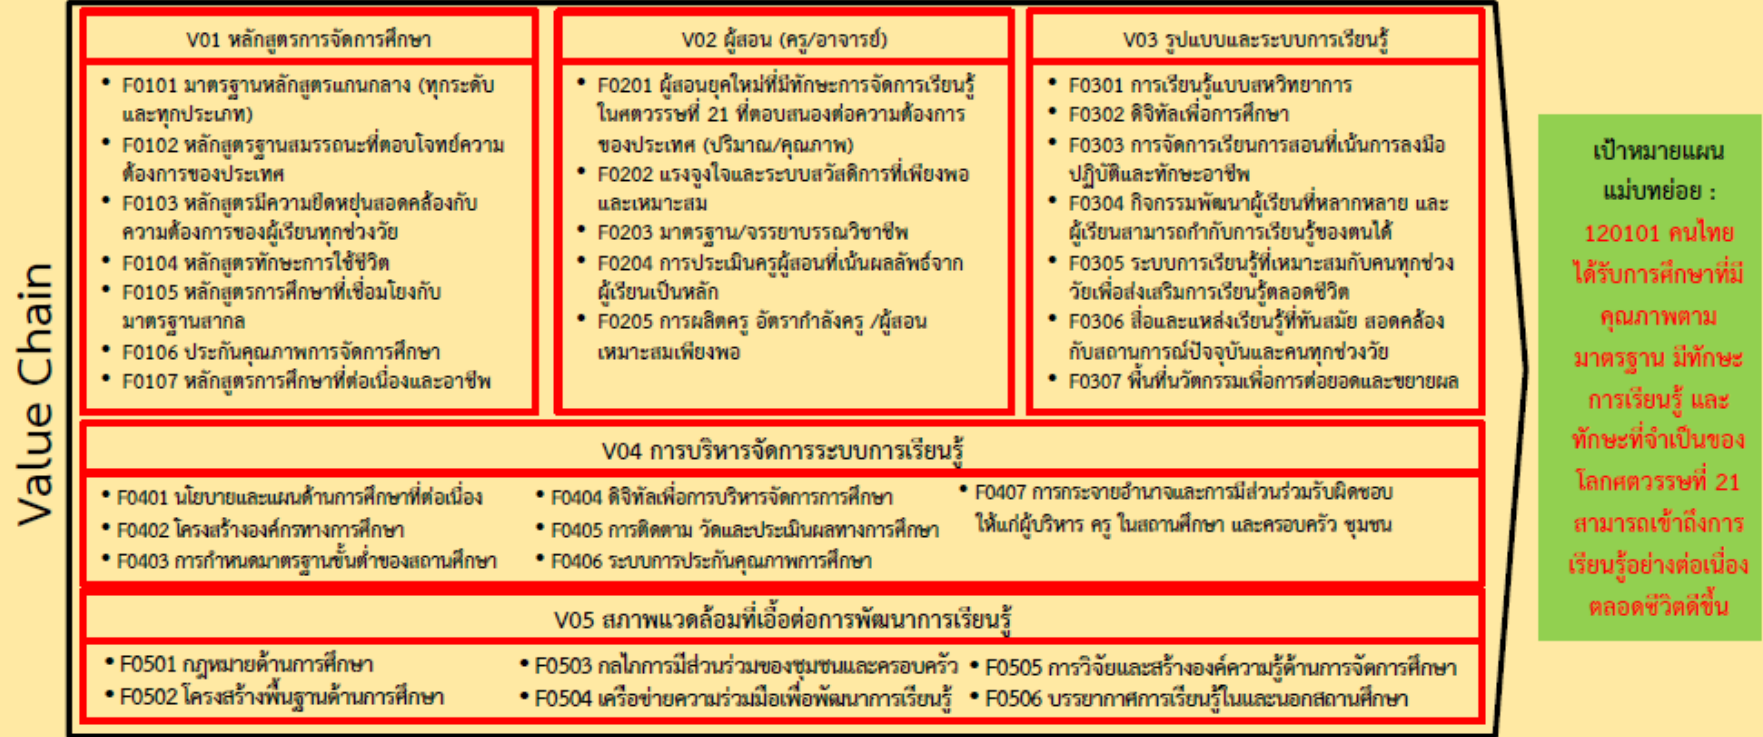 Value Chain
V01 หลักสูตรการจัดการศึกษา
• F0101 มาตรฐานหลักสูตรแกนกลาง (ทุกระดับ
และทุกประเภท)
• F0102 หลักสูตรฐานสมรรถนะที่ตอบโจทย์ความ
ต้องการของประเทศ
• F0103 หลักสูตรมีความยืดหยุ่นสอดคล้องกับ
ความต้องการของผู้เรียนทุกช่วงวัย
• F0104 หลักสูตรทักษะการใช้ชีวิต
• F0105 หลักสูตรการศึกษาที่เชื่อมโยงกับ
มาตรฐานสากล
• F0106 ประกันคุณภาพการจัดการศึกษา
• F0107 หลักสูตรการศึกษาที่ต่อเนื่องและอาชีพ
V02 ผู้สอน (ครู/อาจารย์)
• F0201 ผู้สอนยุคใหม่ที่มีทักษะการจัดการเรียนรู้
ในศตวรรษที่ 21 ที่ตอบสนองต่อความต้องการ
ของประเทศ (ปริมาณ/คุณภาพ)
• F0202 แรงจูงใจและระบบสวัสดิการที่เพียงพอ
และเหมาะสม
• F0203 มาตรฐาน/จรรยาบรรณวิชาชีพ
• F0204 การประเมินครูผู้สอนที่เน้นผลลัพธ์จาก
ผู้เรียนเป็นหลัก
• F0205 การผลิตครู อัตรากำลังครู /ผู้สอน
เหมาะสมเพียงพอ
V03 รูปแบบและระบบการเรียนรู้
• F0301 การเรียนรู้แบบสหวิทยาการ
• F0302 ดิจิทัลเพื่อการศึกษา
• F0303 การจัดการเรียนการสอนที่เน้นการลงมือ
ปฏิบัติและทักษะอาชีพ
• F0304 กิจกรรมพัฒนาผู้เรียนที่หลากหลาย และ
ผู้เรียนสามารถกำกับการเรียนรู้ของตนได้
• F0305 ระบบการเรียนรู้ที่เหมาะสมกับคนทุกช่วง
วัยเพื่อส่งเสริมการเรียนรู้ตลอดชีวิต
• F0306 สื่อและแหล่งเรียนรู้ที่ทันสมัย สอดคล้อง
กับสถานการณ์ปัจจุบันและคนทุกช่วงวัย
• F0307 พื้นที่นวัตกรรมเพื่อการต่อยอดและขยายผล
V04 การบริหารจัดการระบบการเรียนรู้
• F0401 นโยบายและแผนด้านการศึกษาที่ต่อเนื่อง
• F0402 โครงสร้างองค์กรทางการศึกษา
• F0403 การกำหนดมาตรฐานขั้นต่ำของสถานศึกษา
• F0404 ดิจิทัลเพื่อการบริหารจัดการการศึกษา
• F0405 การติดตาม วัดและประเมินผลทางการศึกษา
• F0406 ระบบการประกันคุณภาพการศึกษา
• F0407 การกระจายอำนาจและการมีส่วนร่วมรับผิดชอบ
ให้แก่ผู้บริหาร ครู ในสถานศึกษา และครอบครัว ชุมชน
V05 สภาพแวดล้อมที่เอื้อต่อการพัฒนาการเรียนรู้
• F0501 กฎหมายด้านการศึกษา
• F0502 โครงสร้างพื้นฐานด้านการศึกษา
• F0503 กลไกการมีส่วนร่วมของชุมชนและครอบครัว
• F0504 เครือข่ายความร่วมมือเพื่อพัฒนาการเรียนรู้
• F0505 การวิจัยและสร้างองค์ความรู้ด้านการจัดการศึกษา
• F0506 บรรยากาศการเรียนรู้ในและนอกสถานศึกษา
เป้าหมายแผน
แม่บทย่อย :
120101 คนไทย
ได้รับการศึกษาที่มี
คุณภาพตาม
มาตรฐาน มีทักษะ
การเรียนรู้ และ
ทักษะที่จำเป็นของ
โลกศตวรรษที่ 21
สามารถเข้าถึงการ
เรียนรู้อย่างต่อเนื่อง
ตลอดชีวิตดีขึ้น